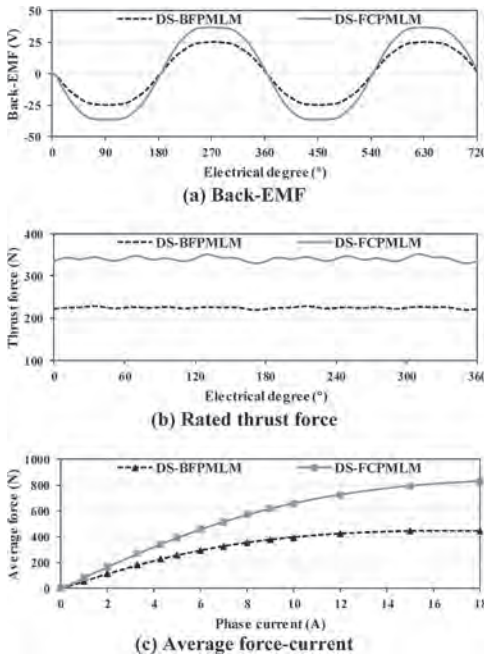 DS-BFPMLM DS-FCPMLM
Back-EMF (V)
50
25
0
-25
-50
0 90 180 270 360 450 540 630 720
Electrical degree (°)
(a) Back-EMF
DS-BFPMLM DS-FCPMLM
Thrust force (N)
400
300
200
100
0 60 120 180 240 300 360
Electrical degree (°)
(b) Rated thrust force
DS-BFPMLM DS-FCPMLM
Average force (N)
1000
800
600
400
200
0
0 2 4 6 8 10 12 14 16 18
Phase current (A)
(c) Average force-current